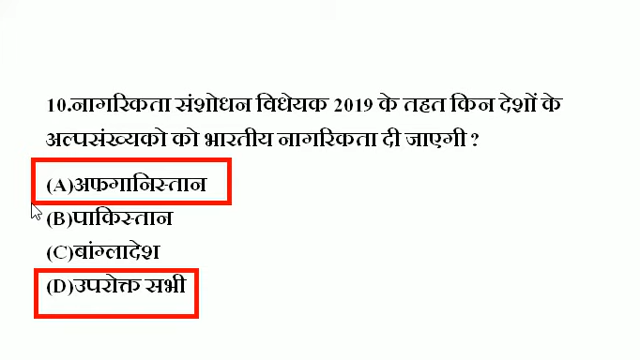 10.नागरिकता संशोधन विधेयक 2019 के तहत किन देशों के
अल्पसंख्यको को भारतीय नागरिकता दी जाएगी ?
(A)अफगानिस्तान
(B)पाकिस्तान
(C)बांग्लादेश
(D)उपरोक्त सभी